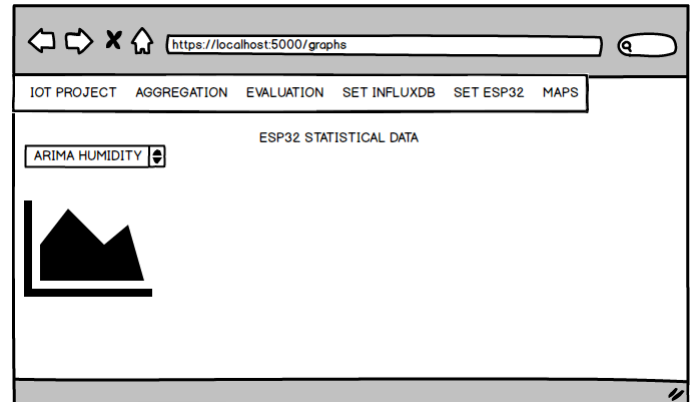 https://localhost:5000/graphs
IOT PROJECT AGGREGATION EVALUATION SET INFLUXDB SET ESP32 MAPS
ESP32 STATISTICAL DATA
ARIMA HUMIDITY